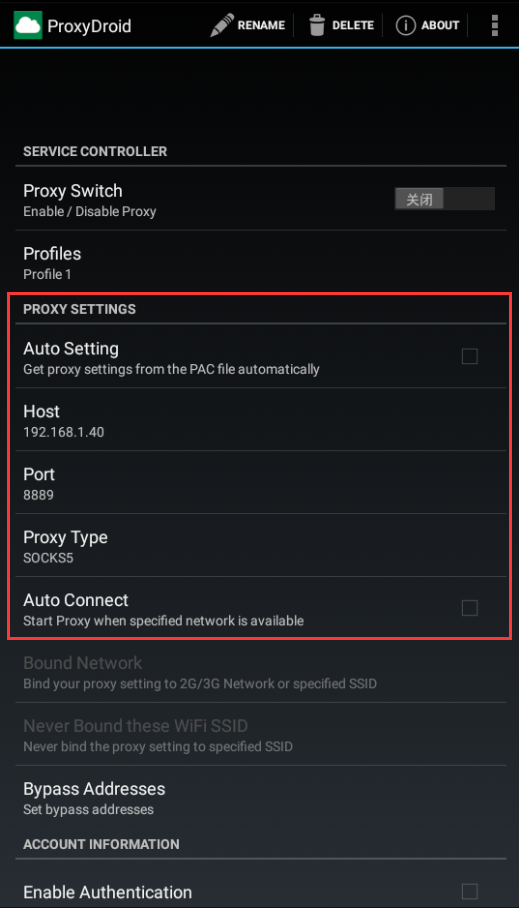 ProxyDroid
RENAME
DELETE
ABOUT
SERVICE CONTROLLER
Proxy Switch
Enable / Disable Proxy
关闭
Profiles
Profile 1
PROXY SETTINGS
Auto Setting
Get proxy settings from the PAC file automatically
Host
192.168.1.40
Port
8889
Proxy Type
SOCKS5
Auto Connect
Start Proxy when specified network is available
Bound Network
Bind your proxy setting to 2G/3G Network or specified SSID
Never Bound these WiFi SSID
Never bind the proxy setting to specified SSID
Bypass Addresses
Set bypass addresses
ACCOUNT INFORMATION
Enable Authentication